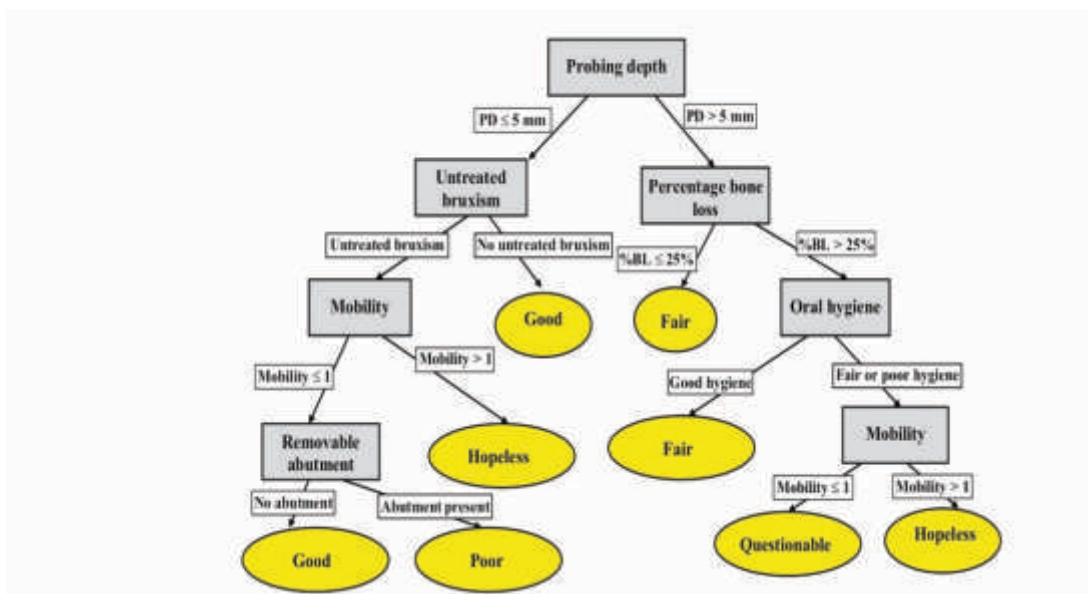 Probing depth
PD ≤ 5 mm
PD > 5 mm
Untreated
bruxism
Percentage bone
loss
Untreated bruxism
No untreated bruxism
%BL ≤ 25%
%BL > 25%
Mobility
Good
Fair
Oral hygiene
Mobility ≤ 1
Mobility > 1
Good hygiene
Fair or poor hygiene
Removable
abutment
Hopeless
Fair
Mobility
No abutment
Abutment present
Mobility ≤ 1
Mobility > 1
Good
Poor
Questionable
Hopeless